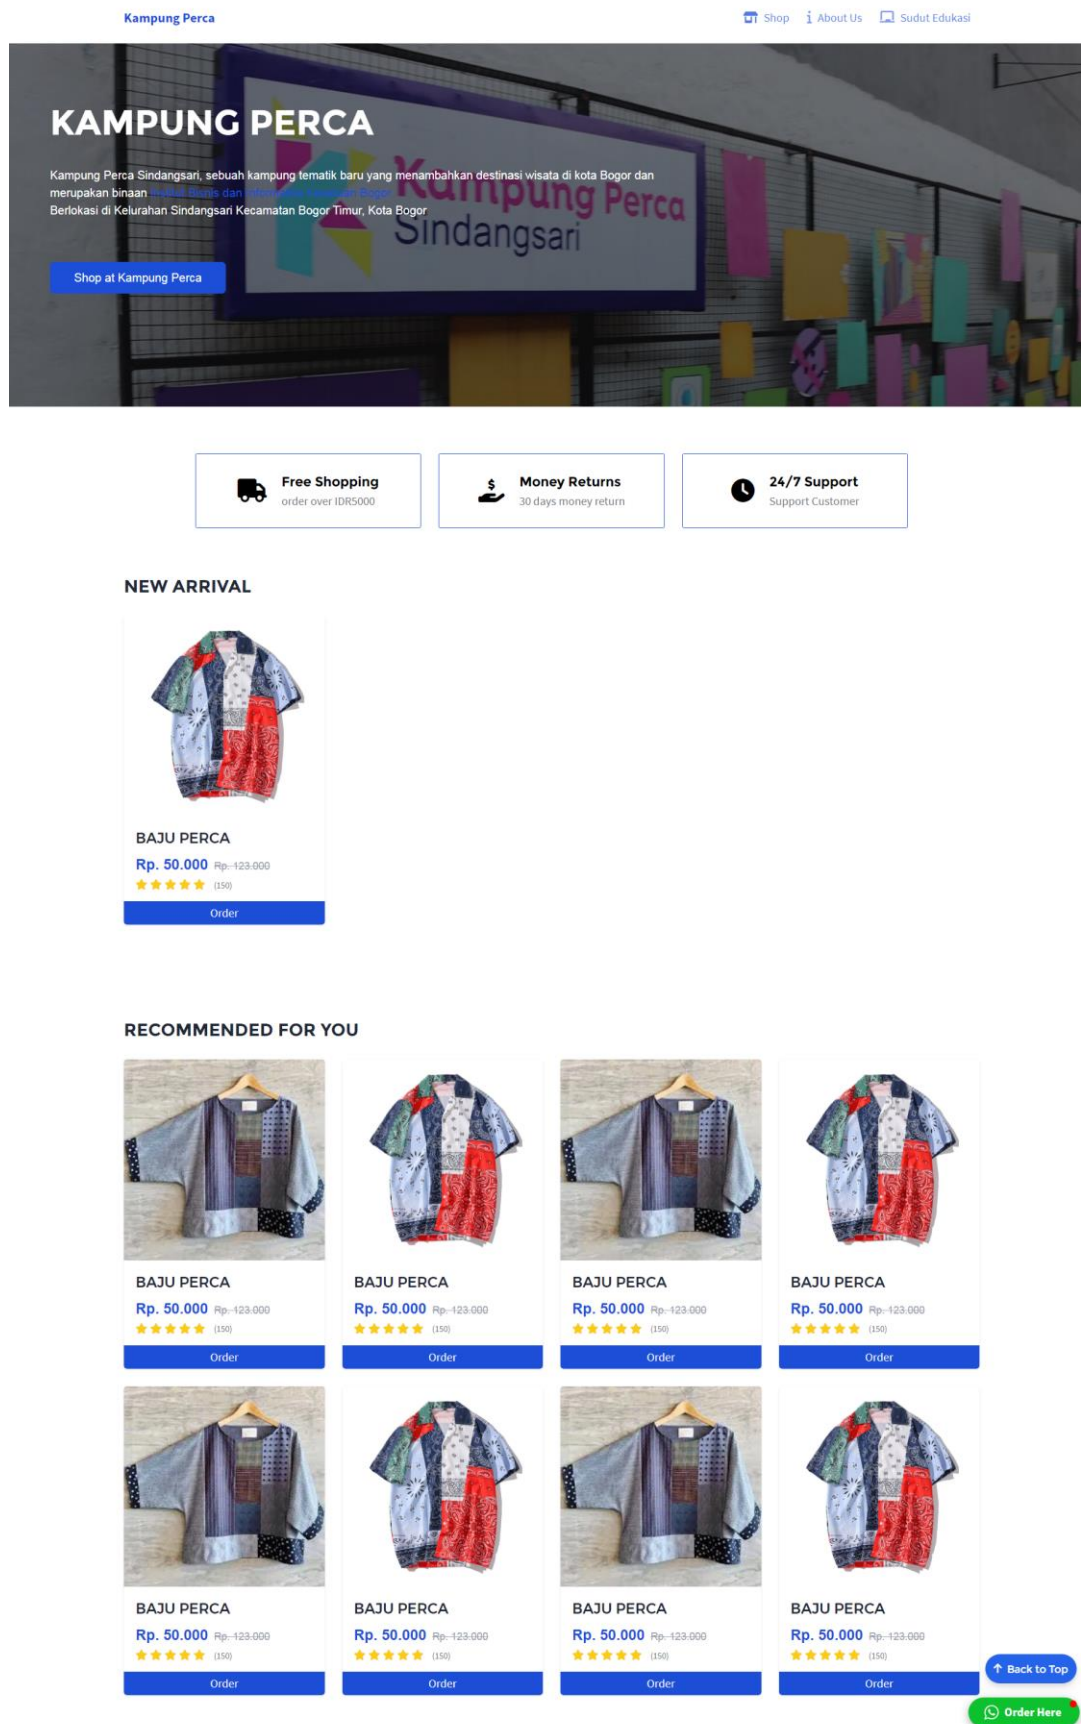 Kampung Perca
Shop
About Us
Sudut Edukasi
KAMPUNG PERCA
Kampung Perca Sindangsari, sebuah kampung tematik baru yang menambahkan destinasi wisata di kota Bogor dan
merupakan binaan Bisnis dan Informatika Kesatuan Bogor
Berlokasi di Kelurahan Sindangsari Kecamatan Bogor Timur, Kota Bogor
Shop at Kampung Perca
Kampung Perca
Sindangsari
Free Shopping
order over IDR5000
$
Money Returns
30 days money return
24/7 Support
Support Customer
NEW ARRIVAL
BAJU PERCA
Rp. 50.000 Rp. 123.000
(150)
Order
RECOMMENDED FOR YOU
BAJU PERCA
Rp. 50.000 Rp. 123.000
(150)
Order
BAJU PERCA
Rp. 50.000 Rp. 123.000
(150)
Order
BAJU PERCA
Rp. 50.000 Rp. 123.000
(150)
Order
BAJU PERCA
Rp. 50.000 Rp. 123.000
(150)
Order
BAJU PERCA
Rp. 50.000 Rp. 123.000
(150)
Order
BAJU PERCA
Rp. 50.000 Rp. 123.000
(150)
Order
BAJU PERCA
Rp. 50.000 Rp. 123.000
(150)
Order
BAJU PERCA
Rp. 50.000 Rp. 123.000
(150)
Order
Back to Top
Order Here